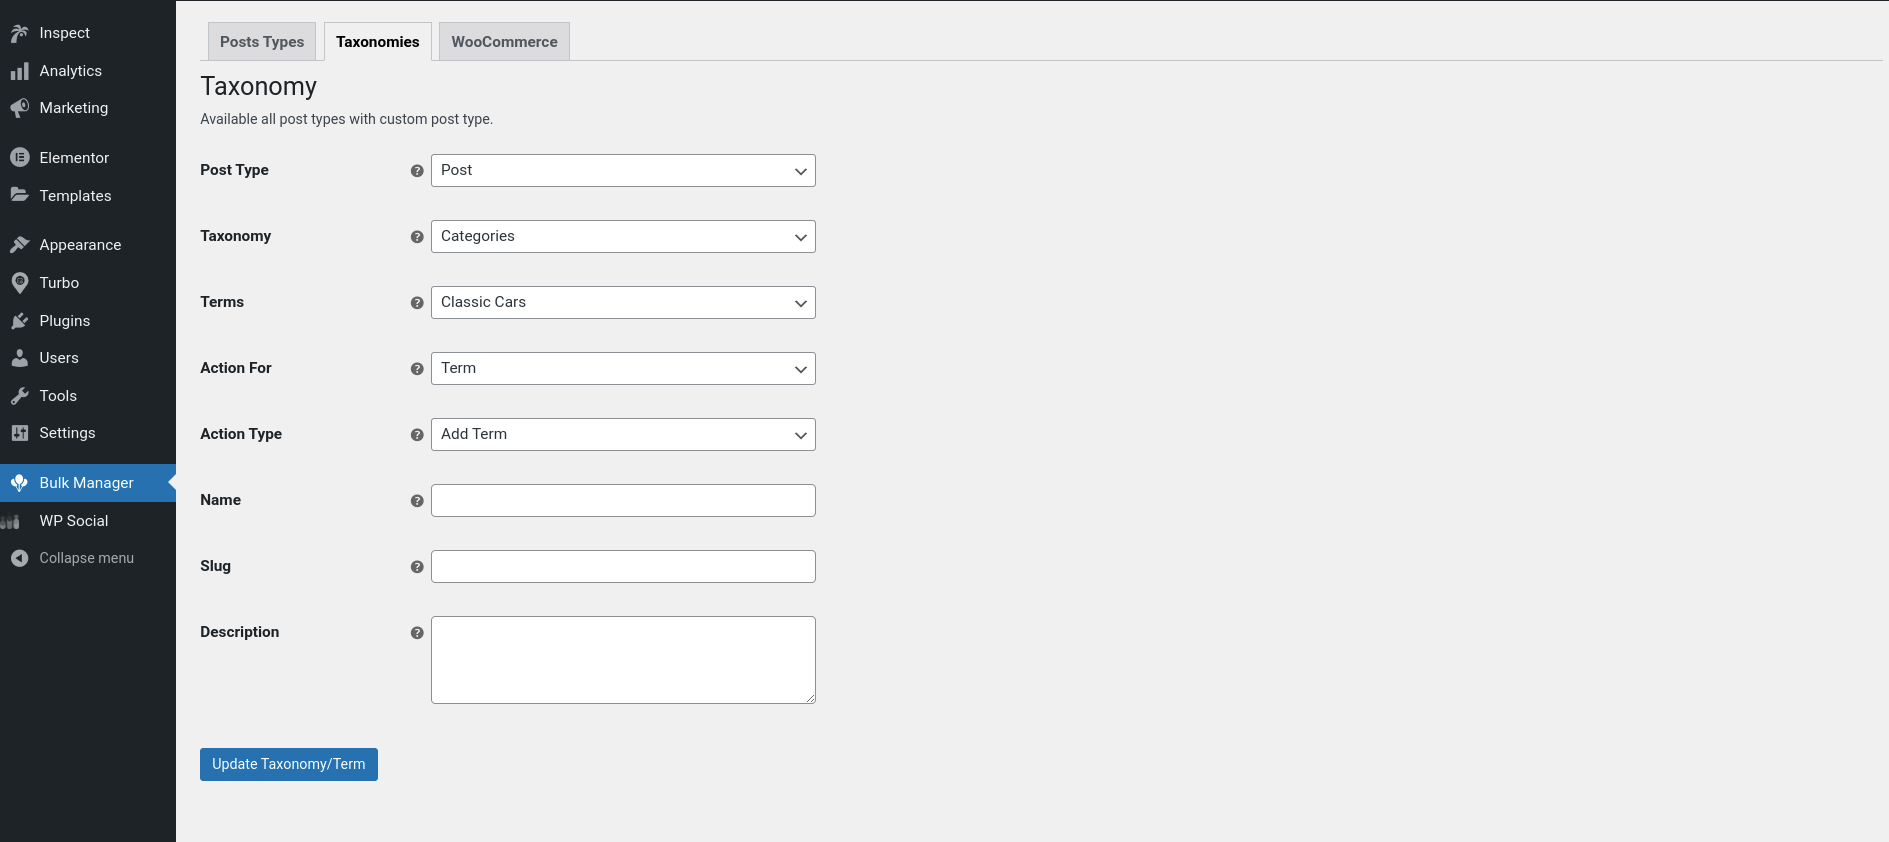 Inspect
Analytics
Marketing
Elementor
Templates
Appearance
Turbo
Plugins
Users
Tools
Settings
Bulk Manager
WP Social
Collapse menu
Posts Types Taxonomies WooCommerce
Taxonomy
Available all post types with custom post type.
Post Type ? Post
Taxonomy ? Categories
Terms ? Classic Cars
Action For ? Term
Action Type ? Add Term
Name ?
Slug ?
Description ?
Update Taxonomy/Term